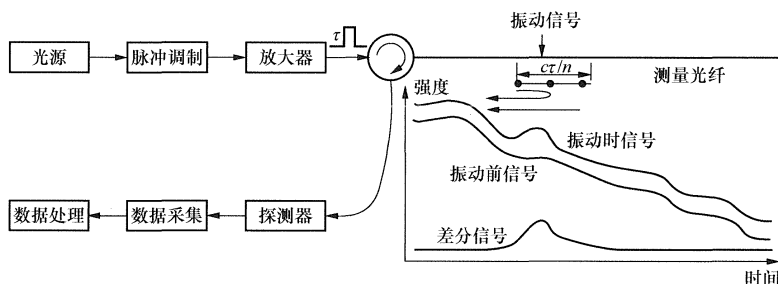 振动信号
光源
脉冲调制
放大器
τ
cτ/n
测量光纤
强度
振动时信号
振动前信号
数据处理
数据采集
探测器
差分信号
时间